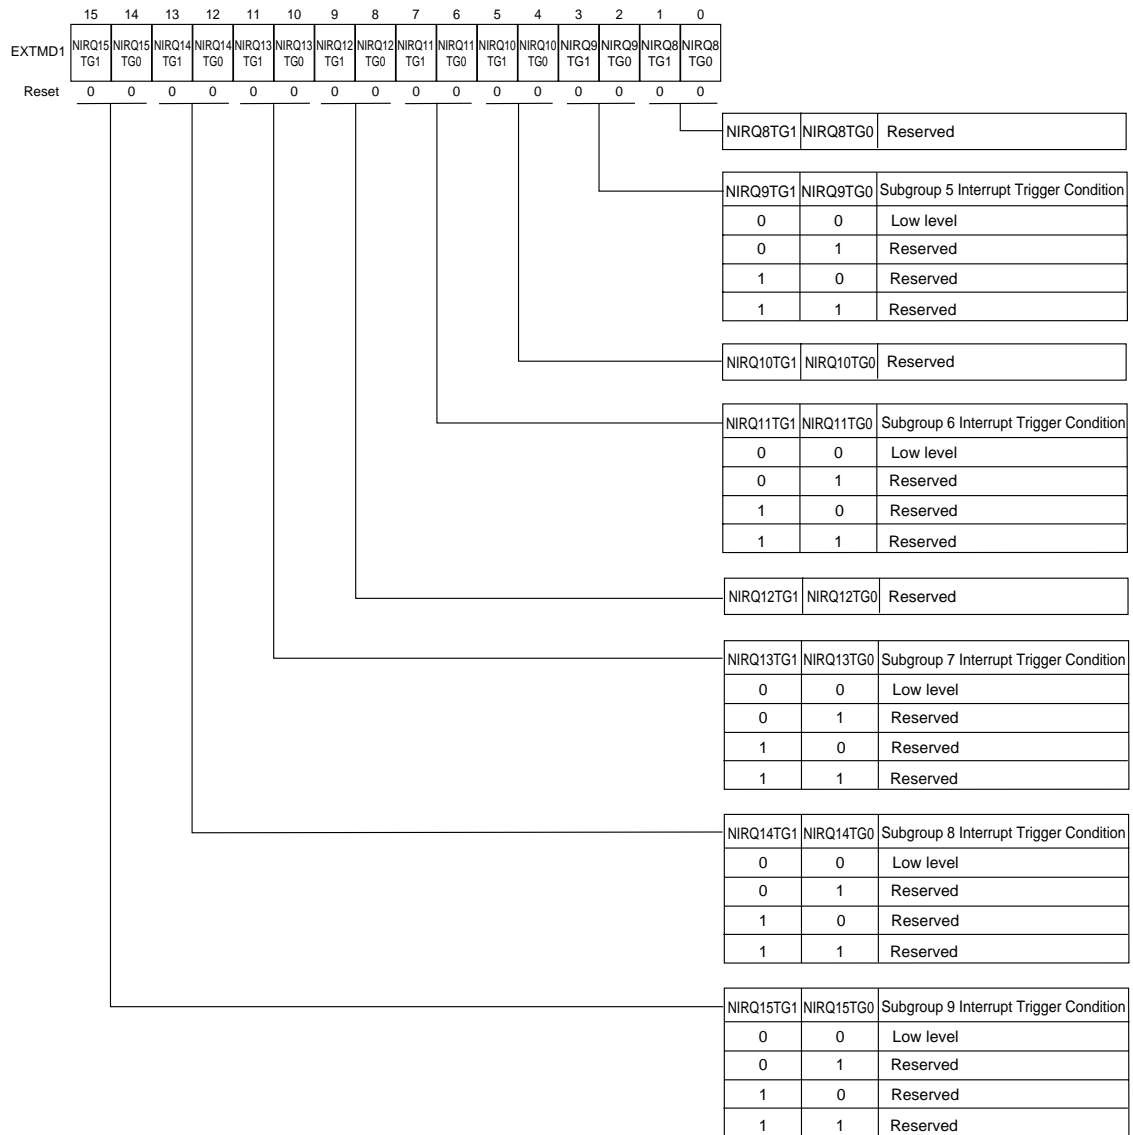 15 14 13 12 11 10 9 8 7 6 5 4 3 2 1 0
EXTMD1 NIRQ15 TG1 NIRQ15 TG0 NIRQ14 TG1 NIRQ14 TG0 NIRQ13 TG1 NIRQ13 TG0 NIRQ12 TG1 NIRQ12 TG0 NIRQ11 TG1 NIRQ11 TG0 NIRQ10 TG1 NIRQ10 TG0 NIRQ9 TG1 NIRQ9 TG0 NIRQ8 TG1 NIRQ8 TG0
Reset 0 0 0 0 0 0 0 0 0 0 0 0 0 0 0 0
NIRQ8TG1 NIRQ8TG0 Reserved
NIRQ9TG1 NIRQ9TG0 Subgroup 5 Interrupt Trigger Condition
0 0 Low level
0 1 Reserved
1 0 Reserved
1 1 Reserved
NIRQ10TG1 NIRQ10TG0 Reserved
NIRQ11TG1 NIRQ11TG0 Subgroup 6 Interrupt Trigger Condition
0 0 Low level
0 1 Reserved
1 0 Reserved
1 1 Reserved
NIRQ12TG1 NIRQ12TG0 Reserved
NIRQ13TG1 NIRQ13TG0 Subgroup 7 Interrupt Trigger Condition
0 0 Low level
0 1 Reserved
1 0 Reserved
1 1 Reserved
NIRQ14TG1 NIRQ14TG0 Subgroup 8 Interrupt Trigger Condition
0 0 Low level
0 1 Reserved
1 0 Reserved
1 1 Reserved
NIRQ15TG1 NIRQ15TG0 Subgroup 9 Interrupt Trigger Condition
0 0 Low level
0 1 Reserved
1 0 Reserved
1 1 Reserved